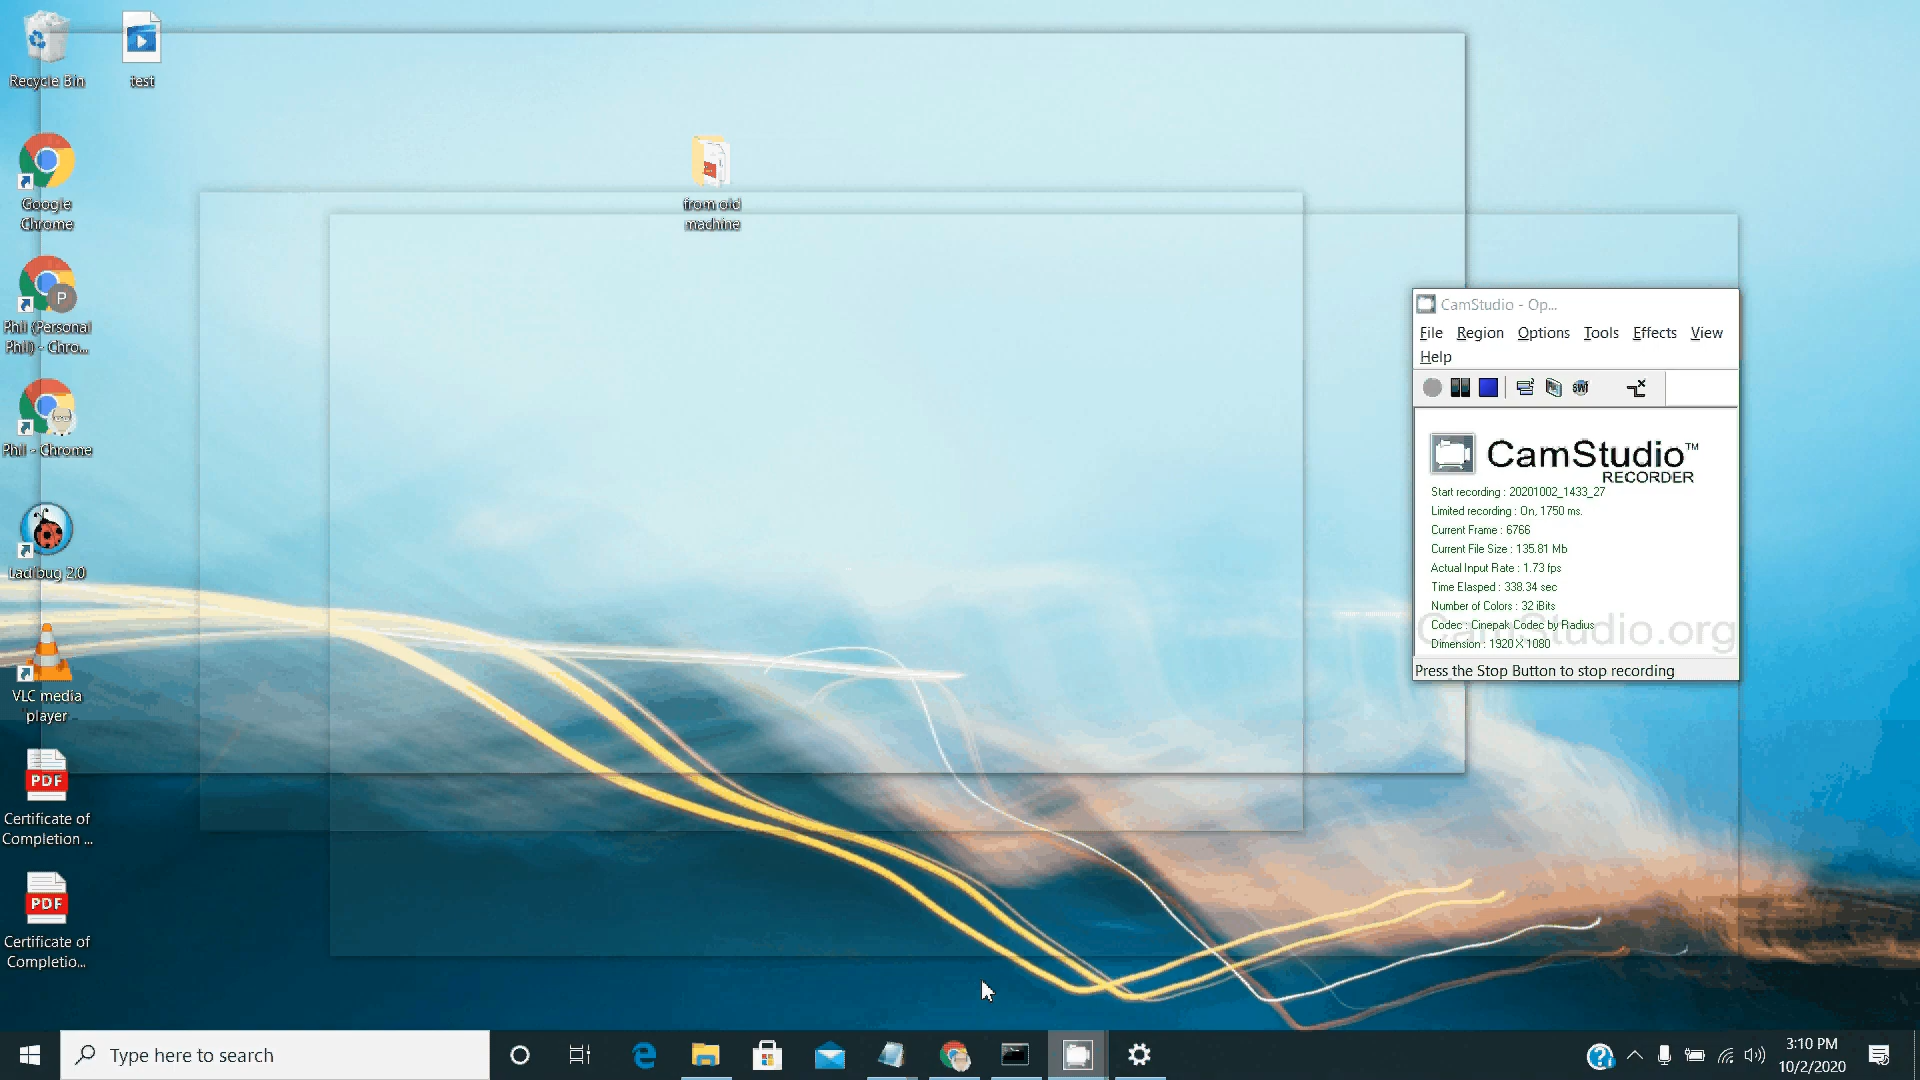 Recycle Bin
test
Google
Chrome
Phil (Personal
Phil) - Chro...
Phil - Chrome
Ladibug 2.0
VLC media
player
PDF
Certificate of
Completion ...
PDF
Certificate of
Completio...
from old
machine
P
CamStudio - Op...
File Region Options Tools Effects View
Help
SWF
CamStudio™
RECORDER
Start recording : 20201002_1433_27
Limited recording : On, 1750 ms.
Current Frame : 6766
Current File Size : 135.81 Mb
Actual Input Rate : 1.73 fps
Time Elasped : 338.34 sec
Number of Colors : 32 iBits
Codec : Cinepak Codec by Radius
Dimension : 1920 X 1080
CamStudio.org
Press the Stop Button to stop recording
Type here to search
3:10 PM
10/2/2020